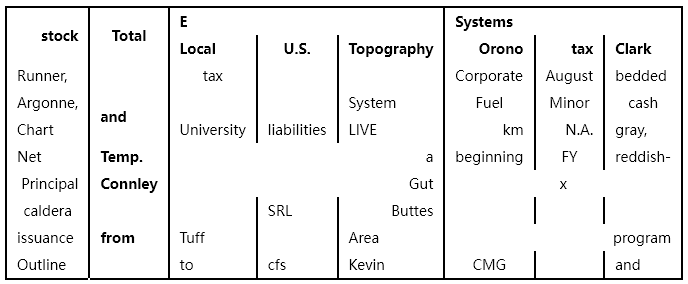 E Systems
stock Total
Local U.S. Topography Orono tax Clark
Runner, tax Corporate August bedded
Argonne, System Fuel Minor cash
and
Chart University liabilities LIVE km N.A. gray,
Net Temp. a beginning FY reddish-
Principal Connley Gut x
caldera SRL Buttes
issuance from Tuff Area program
Outline to cfs Kevin CMG and